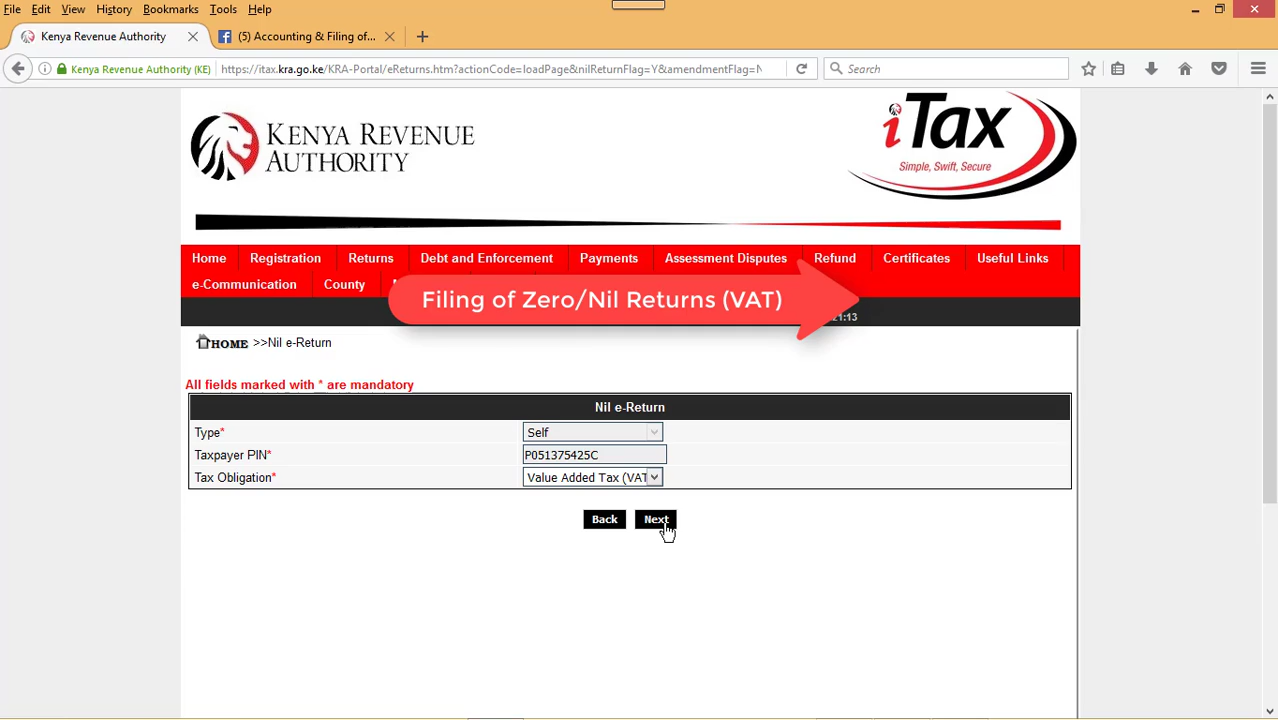 File Edit View History Bookmarks Tools Help
Kenya Revenue Authority
(5) Accounting & Filing of...
Kenya Revenue Authority (KE)
https://itax.kra.go.ke/KRA-Portal/eReturns.htm?actionCode=loadPage&nilReturnFlag=Y&amendmentFlag=N
Search
KENYA REVENUE
AUTHORITY
iTax
Simple, Swift, Secure
Home Registration Returns Debt and Enforcement Payments Assessment Disputes Refund Certificates Useful Links
e-Communication County
Filing of Zero/Nil Returns (VAT)
HOME >>Nil e-Return
All fields marked with * are mandatory
Nil e-Return
Type* Self
Taxpayer PIN* P051375425C
Tax Obligation* Value Added Tax (VAT
Back Next